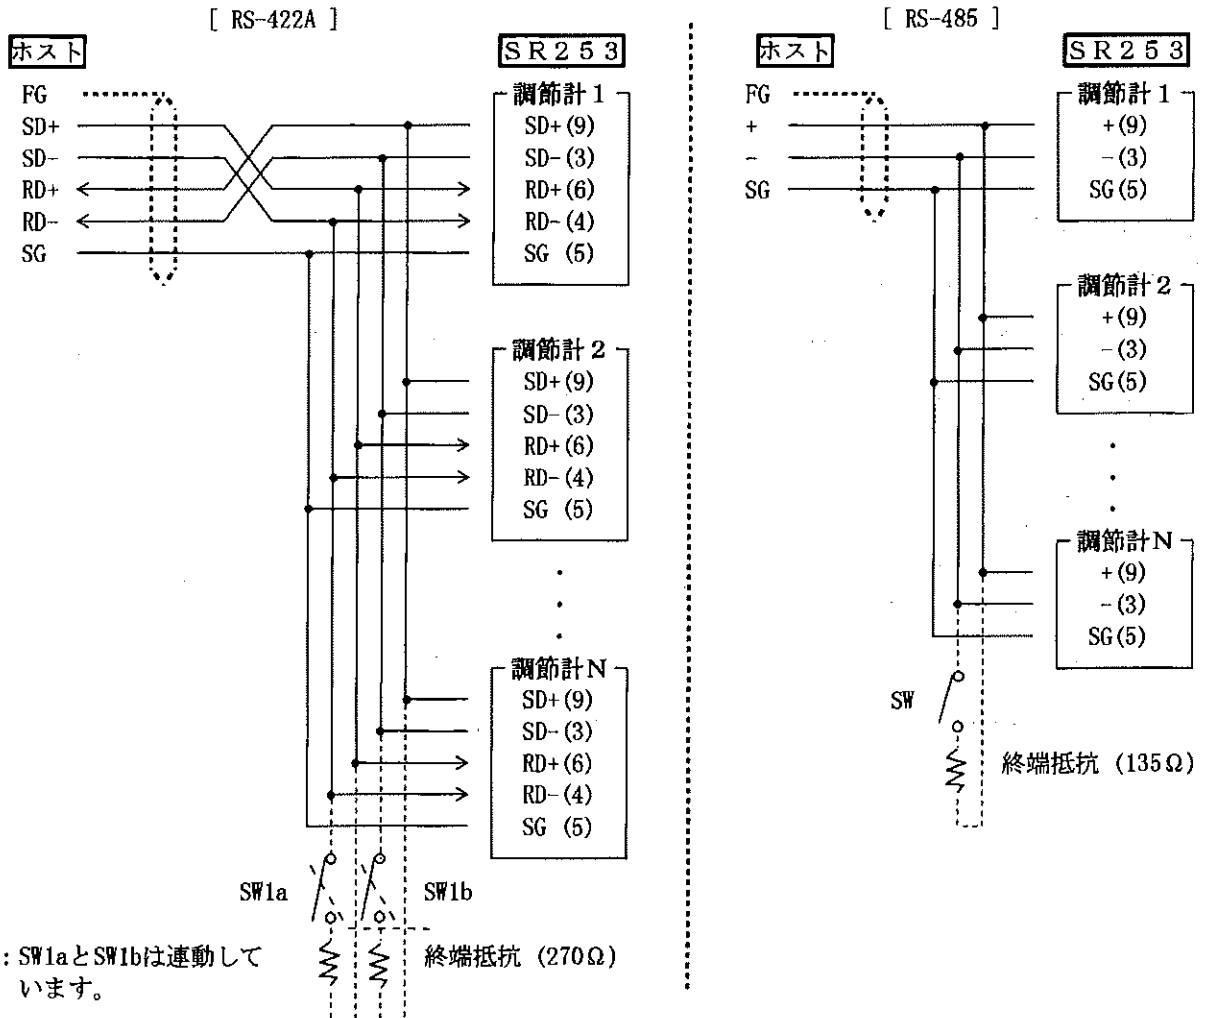 [ RS-422A ]
ホスト
SR253
FG
SD+
SD-
RD+
RD-
SG
調節計1
SD+(9)
SD-(3)
RD+(6)
RD-(4)
SG (5)
調節計2
SD+(9)
SD-(3)
RD+(6)
RD-(4)
SG (5)
調節計N
SD+(9)
SD-(3)
RD+(6)
RD-(4)
SG (5)
SW1a
SW1b
終端抵抗 (270Ω)
: SW1aとSW1bは連動して
います。
[ RS-485 ]
ホスト
SR253
FG
+
-
SG
調節計1
+(9)
-(3)
SG(5)
調節計2
+(9)
-(3)
SG(5)
調節計N
+(9)
-(3)
SG(5)
SW
終端抵抗 (135Ω)